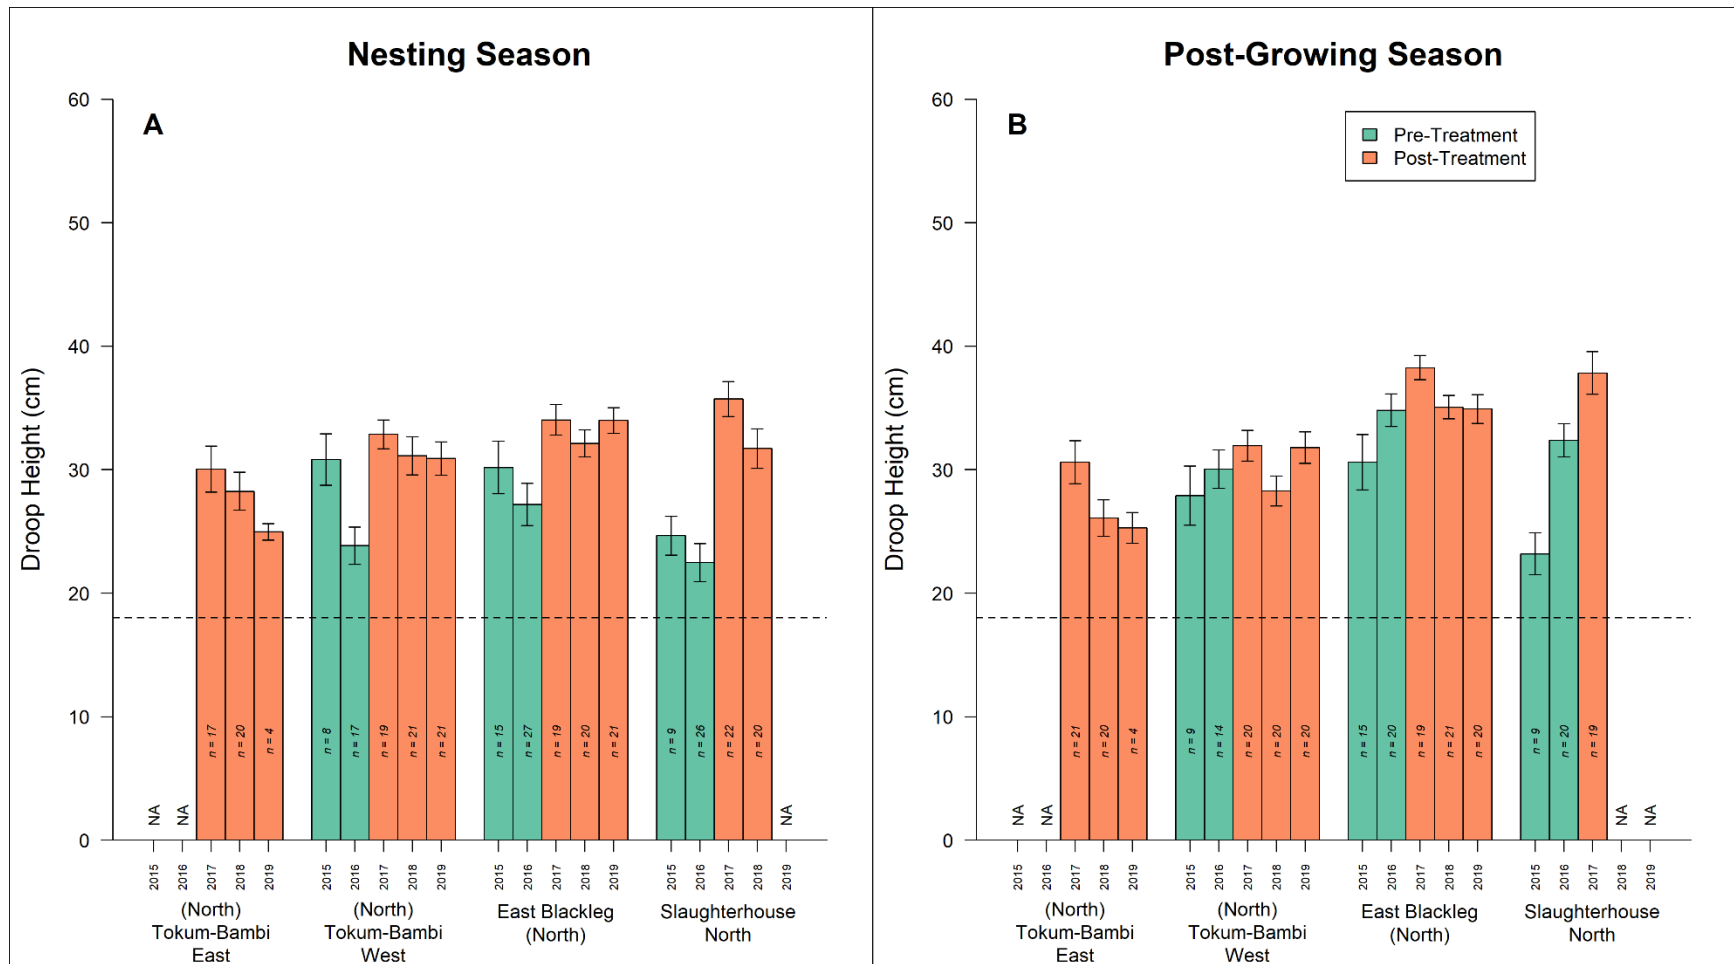 Nesting Season
A
Droop Height (cm)
60
50
40
30
20
10
0
NA
NA
n = 17
n = 20
n = 4
n = 8
n = 17
n = 19
n = 21
n = 21
n = 15
n = 27
n = 19
n = 20
n = 21
n = 9
n = 26
n = 22
n = 20
NA
2015
2016
2017
2018
2019
2015
2016
2017
2018
2019
2015
2016
2017
2018
2019
2015
2016
2017
2018
2019
(North)
Tokum-Bambi
East
(North)
Tokum-Bambi
West
East Blackleg
(North)
Slaughterhouse
North
Post-Growing Season
B
Pre-Treatment
Post-Treatment
Droop Height (cm)
60
50
40
30
20
10
0
NA
NA
n = 21
n = 20
n = 4
n = 9
n = 14
n = 20
n = 20
n = 20
n = 15
n = 20
n = 19
n = 21
n = 20
n = 9
n = 20
n = 19
NA
NA
2015
2016
2017
2018
2019
2015
2016
2017
2018
2019
2015
2016
2017
2018
2019
2015
2016
2017
2018
2019
(North)
Tokum-Bambi
East
(North)
Tokum-Bambi
West
East Blackleg
(North)
Slaughterhouse
North